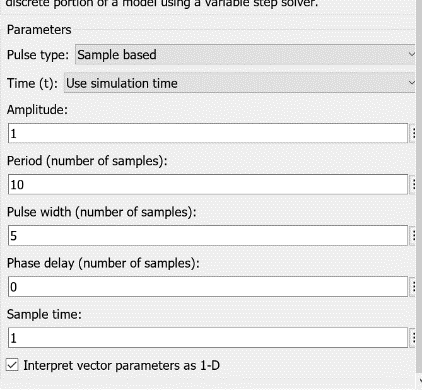 discrete portion of a model using a variable step solver.
Parameters
Pulse type: Sample based
Time (t): Use simulation time
Amplitude:
1
Period (number of samples):
10
Pulse width (number of samples):
5
Phase delay (number of samples):
0
Sample time:
1
Interpret vector parameters as 1-D